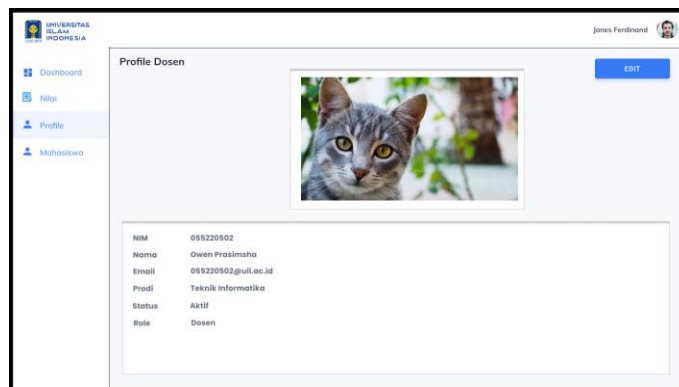 UNIVERSITAS
ISLAM
INDONESIA
Jones Ferdinand
Dashboard
Nilai
Profile
Mahasiswa
Profile Dosen
EDIT
NIM 055220502
Nama Owen Prasimsha
Email 055220502@uii.ac.id
Prodi Teknik Informatika
Status Aktif
Role Dosen